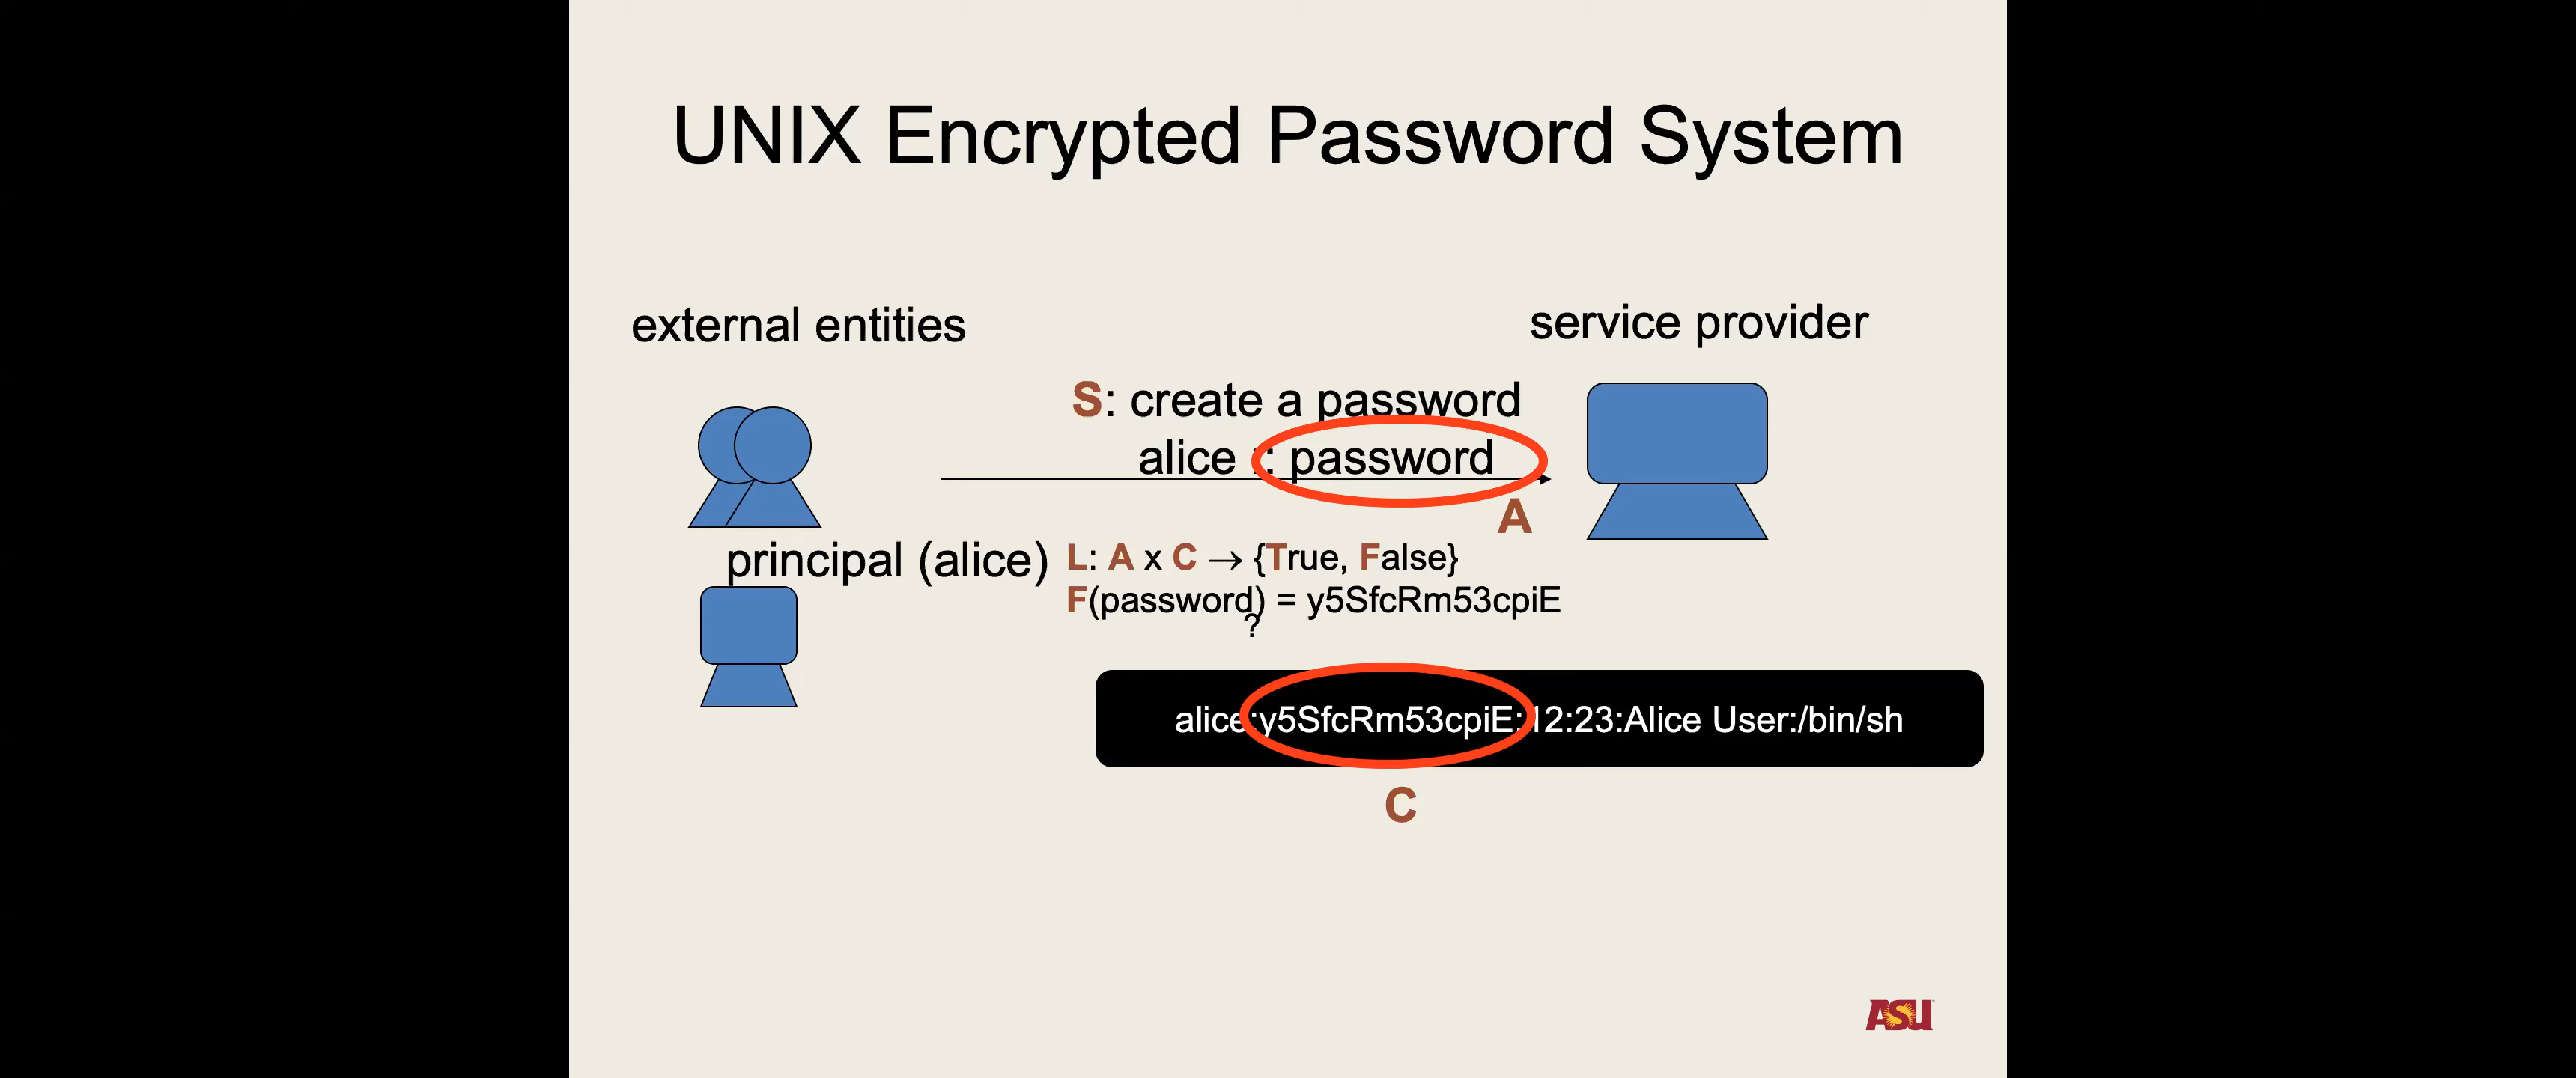 UNIX Encrypted Password System
external entities
service provider
S: create a password
alice :: password
A
principal (alice)
L: A x C → {True, False}
F(password) = y5SfcRm53cpiE
?
alice:y5SfcRm53cpiE:12:23:Alice User:/bin/sh
C
ASU